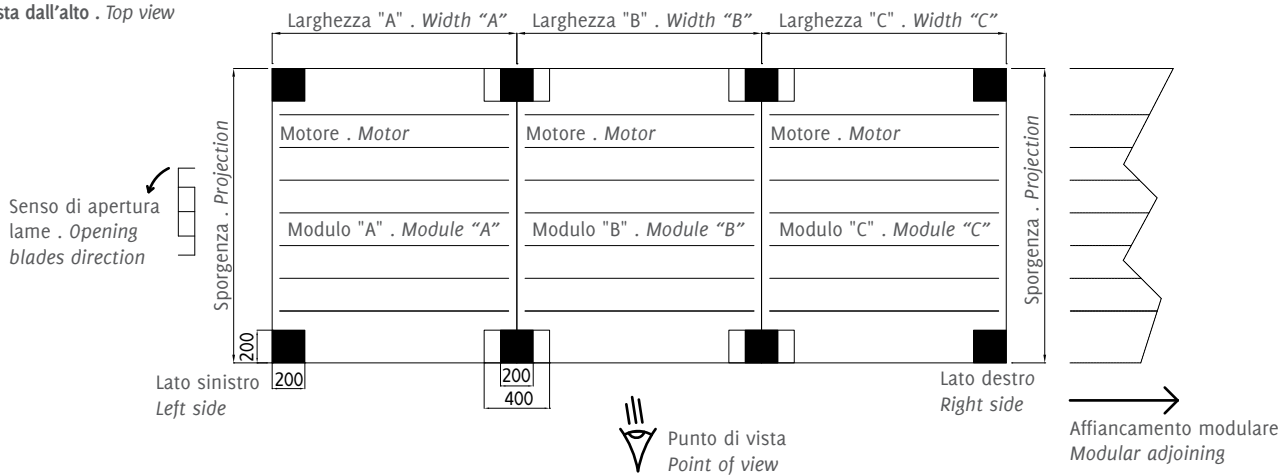 sta dall'alto . Top view
Larghezza "A" . Width “A”
Larghezza "B" . Width “B”
Larghezza "C" . Width “C”
Motore . Motor
Motore . Motor
Motore . Motor
Sporgenza . Projection
Sporgenza . Projection
Senso di apertura
lame . Opening
blades direction
Modulo "A" . Module “A”
Modulo "B" . Module “B”
Modulo "C" . Module “C”
200
200
200
400
Lato sinistro
Left side
Lato destro
Right side
Punto di vista
Point of view
Affiancamento modulare
Modular adjoining